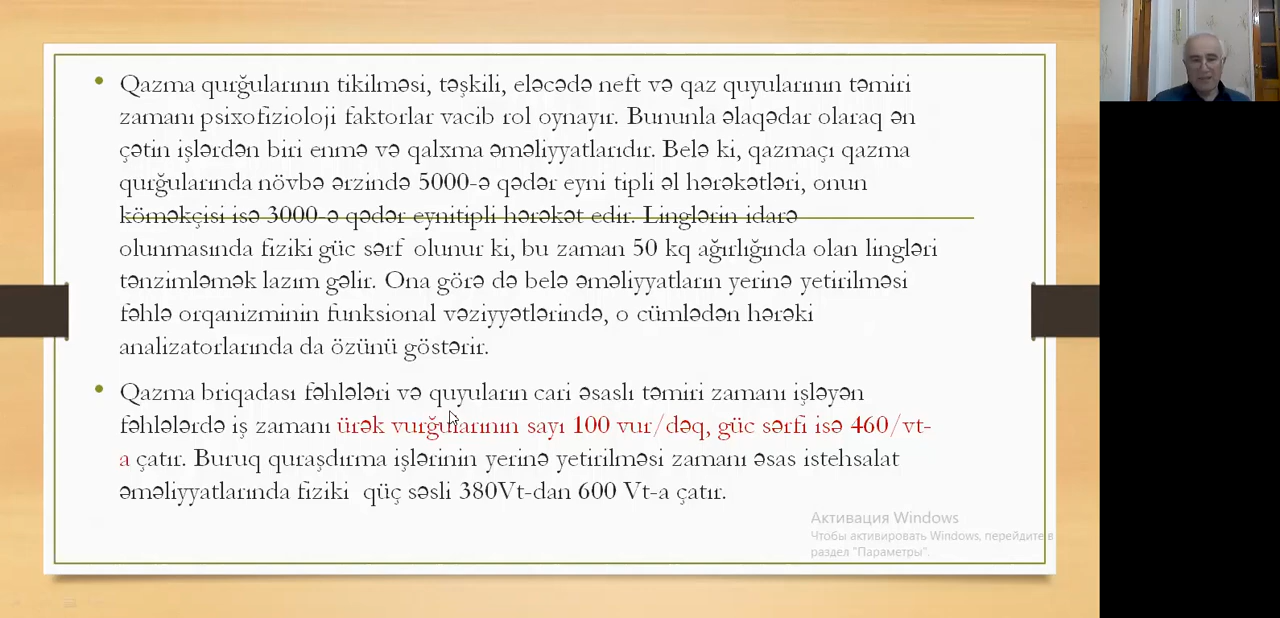 Qazma qurğularının tikilməsi, təşkili, eləcədə neft və qaz quyularının təmiri
zamanı psixofizioloji faktorlar vacib rol oynayır. Bununla əlaqədar olaraq ən
çətin işlərdən biri enmə və qalxma əməliyyatlarıdır. Belə ki, qazmaçı qazma
qurğularında növbə ərzində 5000-ə qədər eyni tipli əl hərəkətləri, onun
köməkçisi isə 3000-ə qədər eynitipli hərəkət edir. Linglərin idarə
olunmasında fiziki güc sərf olunur ki, bu zaman 50 kq ağırlığında olan lingləri
tənzimləmək lazım gəlir. Ona görə də belə əməliyyatların yerinə yetirilməsi
fəhlə orqanizminin funksional vəziyyətlərində, o cümlədən hərəki
analizatorlarında da özünü göstərir.
Qazma briqadası fəhlələri və quyuların cari əsaslı təmiri zamanı işləyən
fəhlələrdə iş zamanı ürək vurğularının sayı 100 vur/dəq, güc sərfi isə 460/vt-
a çatır. Buruq quraşdırma işlərinin yerinə yetirilməsi zamanı əsas istehsalat
əməliyyatlarında fiziki qüç səsli 380Vt-dan 600 Vt-a çatır.
Активация Windows
Чтобы активировать Windows, перейдите в
раздел "Параметры".